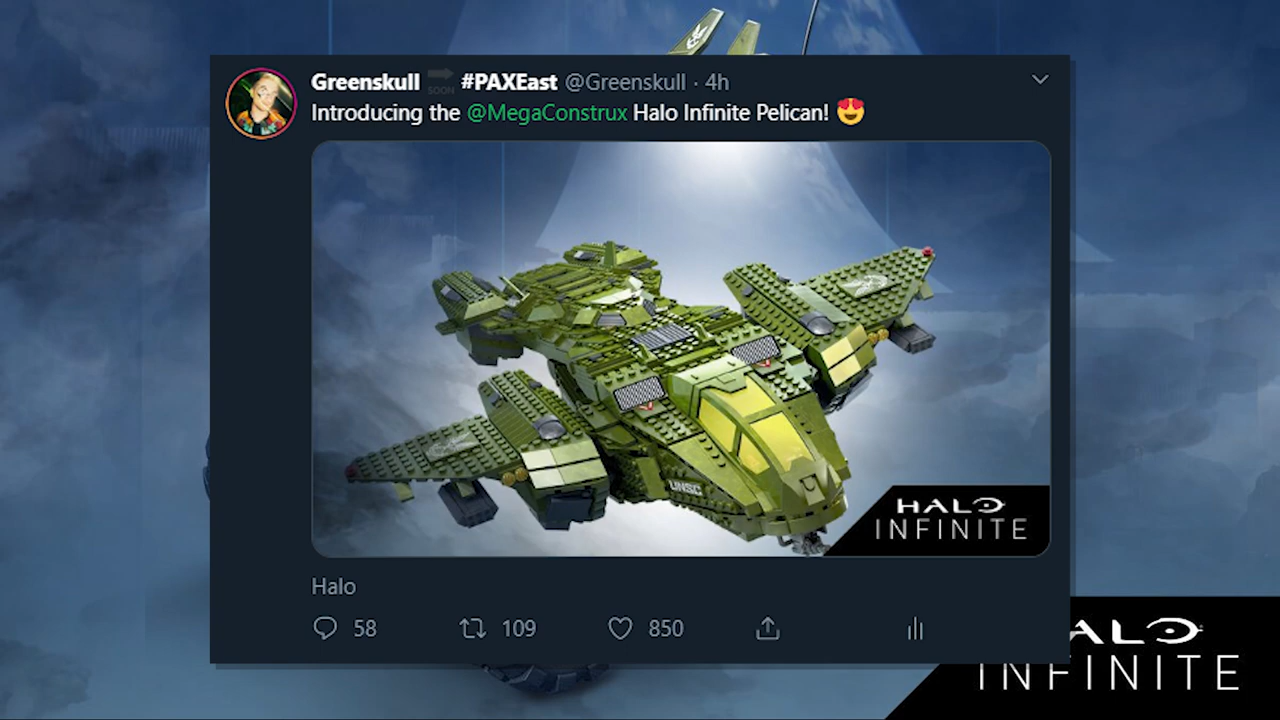 Greenskull SOON #PAXEast @Greenskull · 4h
Introducing the @MegaConstrux Halo Infinite Pelican! 😍
UNSC
HALO
INFINITE
Halo
58 109 850
ALO
INFINITE